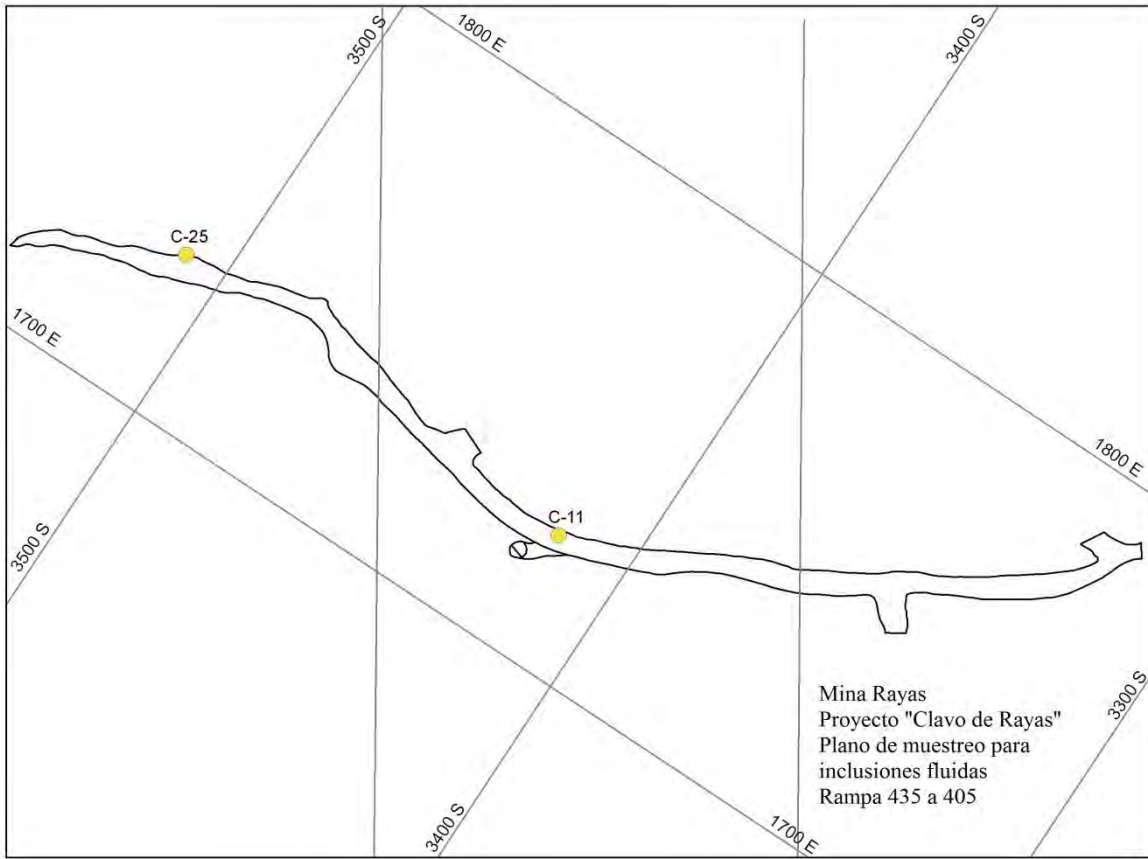 3500 S
1800 E
3400 S
C-25
1700 E
1800 E
C-11
3500 S
3300 S
Mina Rayas
Proyecto "Clavo de Rayas"
Plano de muestreo para
inclusiones fluidas
Rampa 435 a 405
3400 S
1700 E